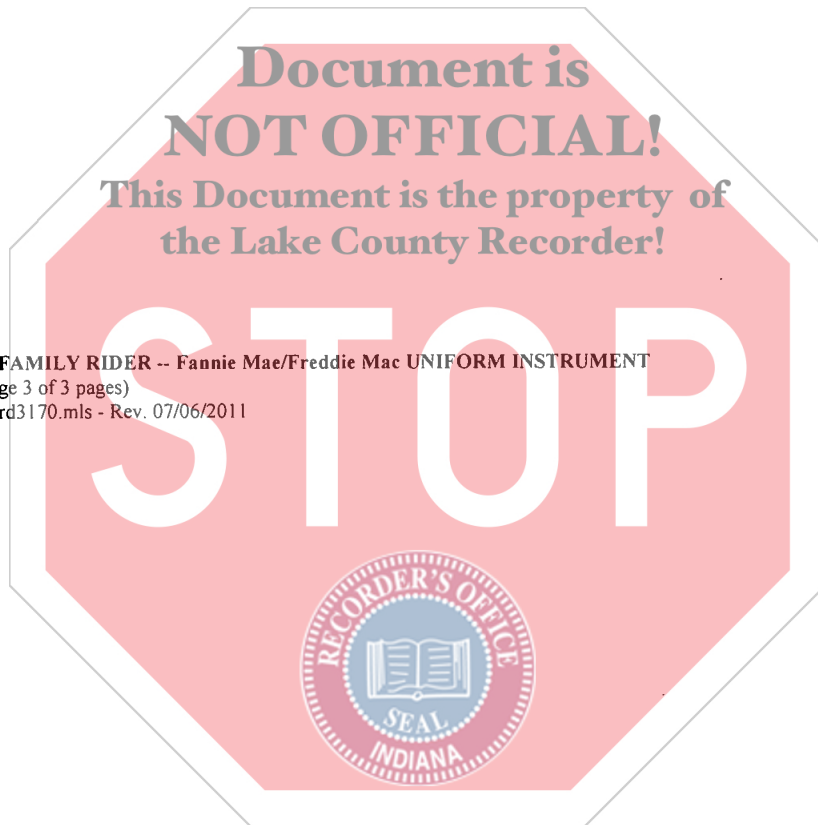 Document is
NOT OFFICIAL!
This Document is the property of
the Lake County Recorder!
FAMILY RIDER -- Fannie Mae/Freddie Mac UNIFORM INSTRUMENT
ge 3 of 3 pages)
rd3170.mls - Rev. 07/06/2011
STOP
RECORDER'S OFFICE
SEAL
INDIANA